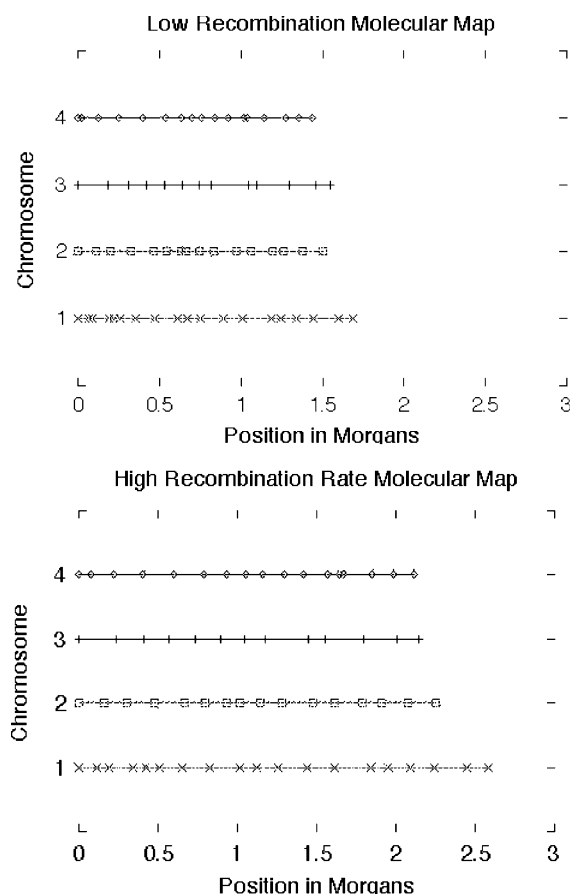 Low Recombination Molecular Map
4
3
2
1
Chromosome
0 0.5 1 1.5 2 2.5 3
Position in Morgans
High Recombination Rate Molecular Map
4
3
2
1
Chromosome
0 0.5 1 1.5 2 2.5 3
Position in Morgans